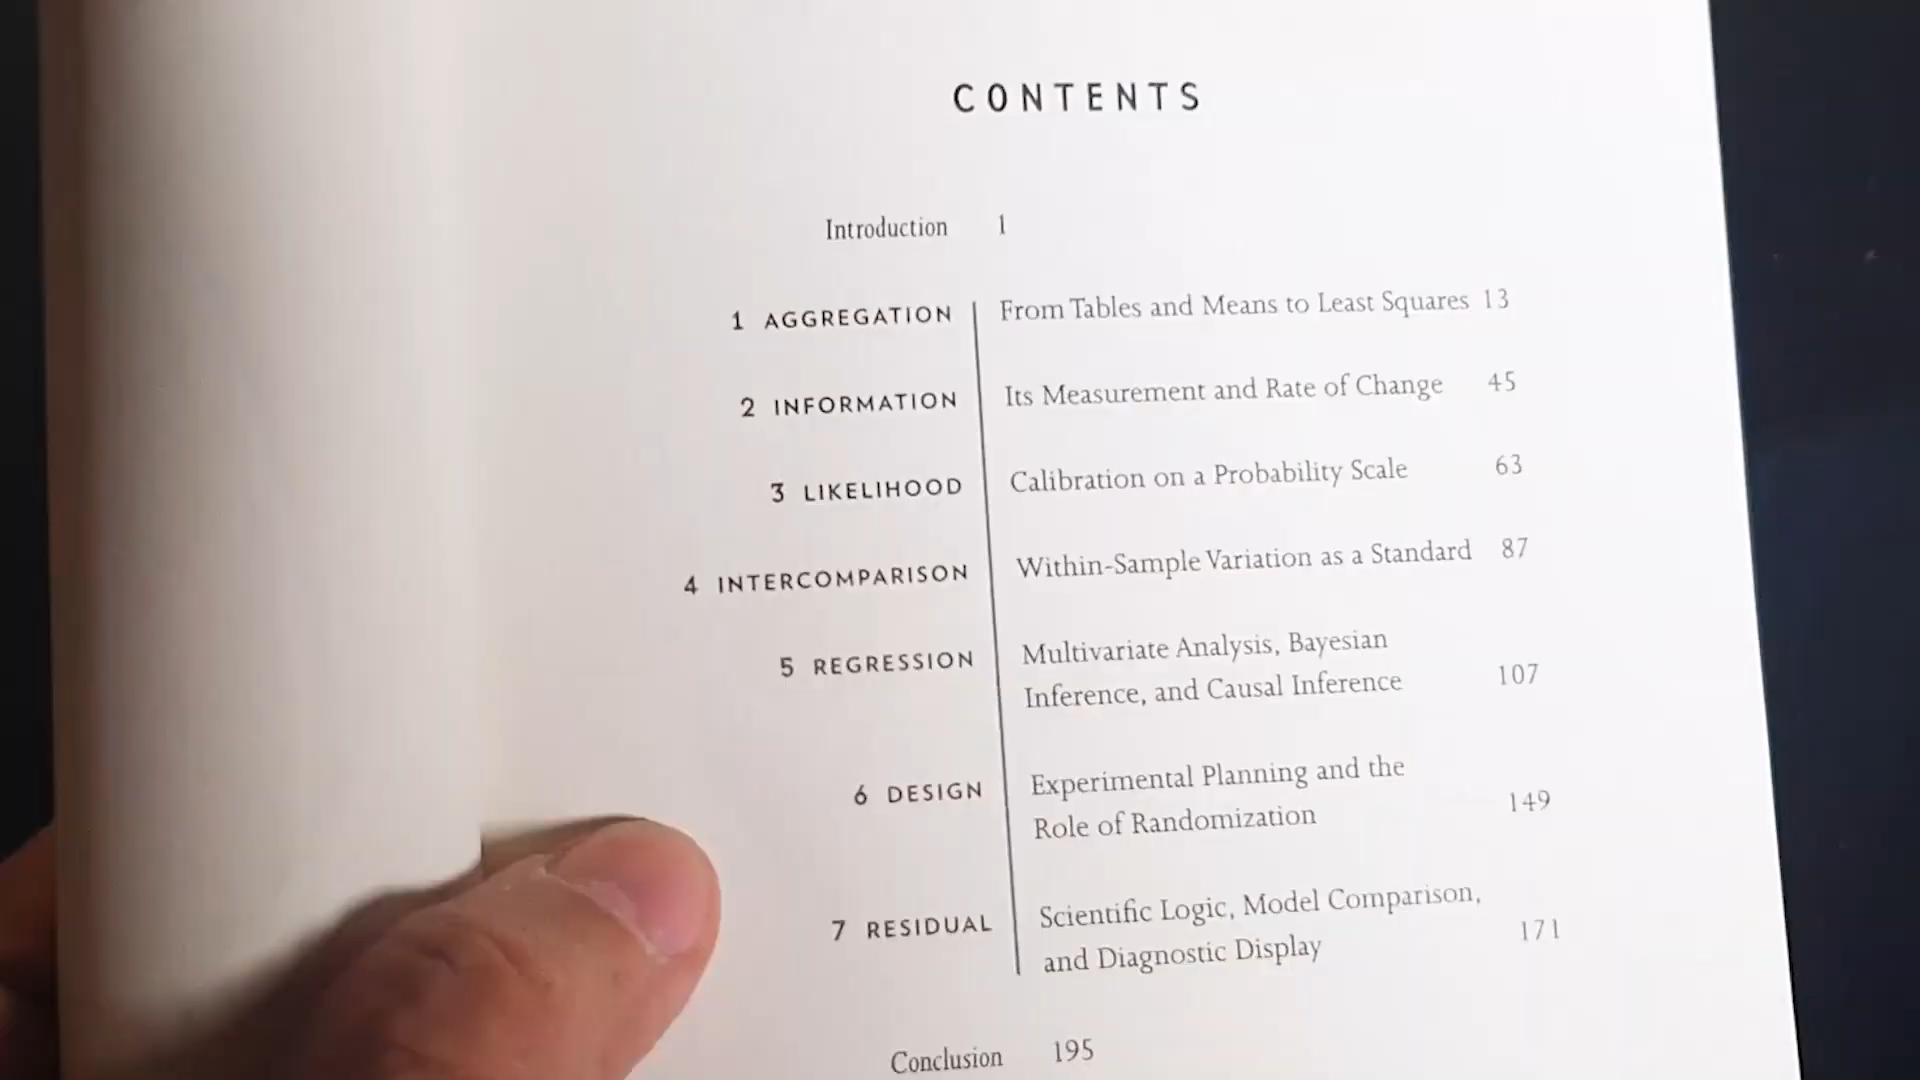 CONTENTS
Introduction 1
1 AGGREGATION From Tables and Means to Least Squares 13
2 INFORMATION Its Measurement and Rate of Change 45
3 LIKELIHOOD Calibration on a Probability Scale 63
4 INTERCOMPARISON Within-Sample Variation as a Standard 87
5 REGRESSION Multivariate Analysis, Bayesian
Inference, and Causal Inference 107
6 DESIGN Experimental Planning and the
Role of Randomization 149
7 RESIDUAL Scientific Logic, Model Comparison,
and Diagnostic Display 171
Conclusion 195